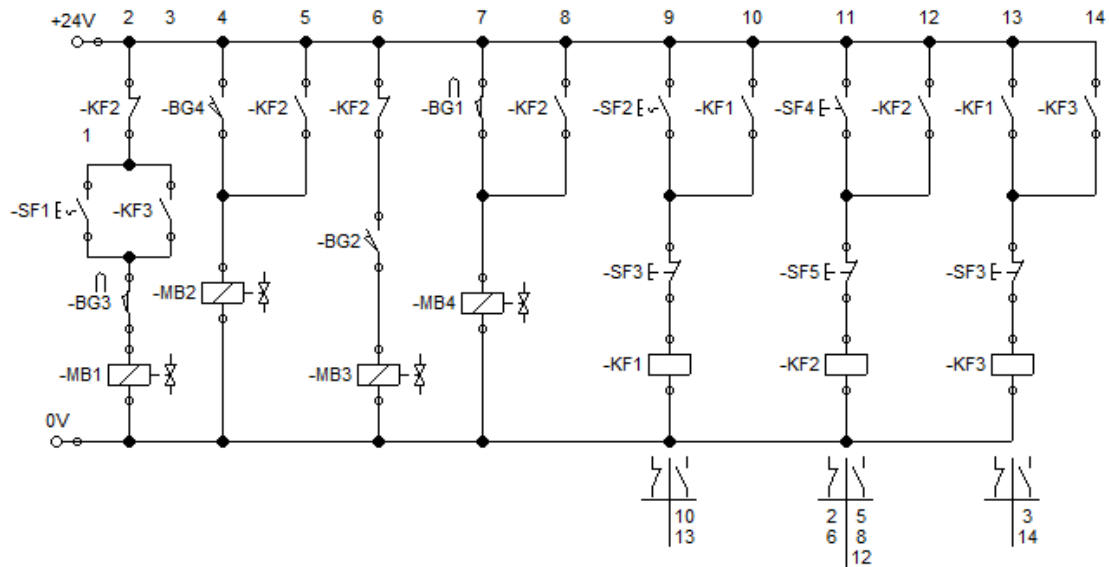 +24V 2 3 4 5 6 7 8 9 10 11 12 13 14
-KF2 -BG4 -KF2 -KF2 -BG1 -KF2 -SF2 -KF1 -SF4 -KF2 -KF1 -KF3
1
-SF1 -KF3
-BG2
-BG3 -MB2 -MB4 -SF3 -SF5 -SF3
-MB1 -MB3 -KF1 -KF2 -KF3
0V
10 2 5 3
13 6 8 14
12